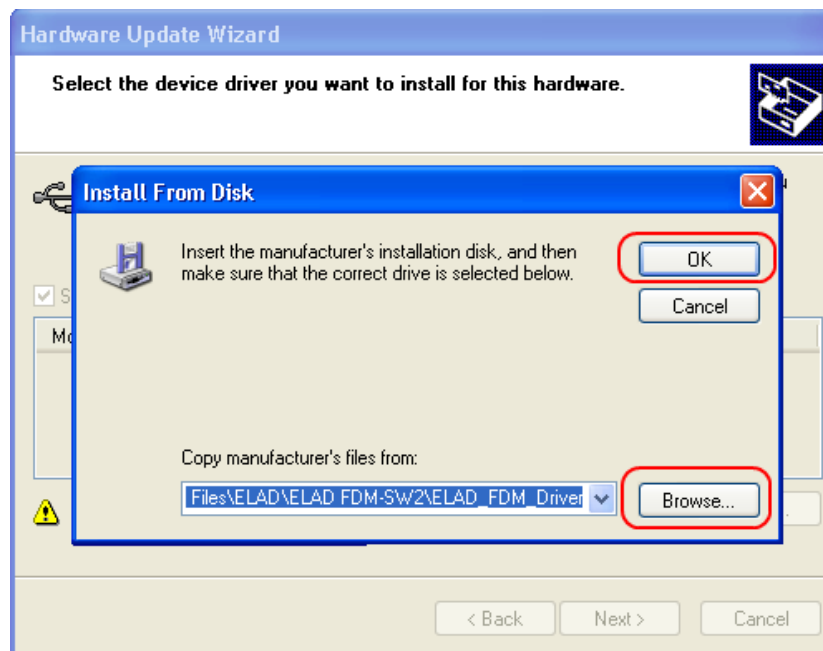 Hardware Update Wizard
Select the device driver you want to install for this hardware.
Install From Disk
Insert the manufacturer's installation disk, and then
make sure that the correct drive is selected below.
OK
Cancel
Copy manufacturer's files from:
Files\ELAD\ELAD FDM-SW2\ELAD_FDM_Driver
Browse...
< Back
Next >
Cancel